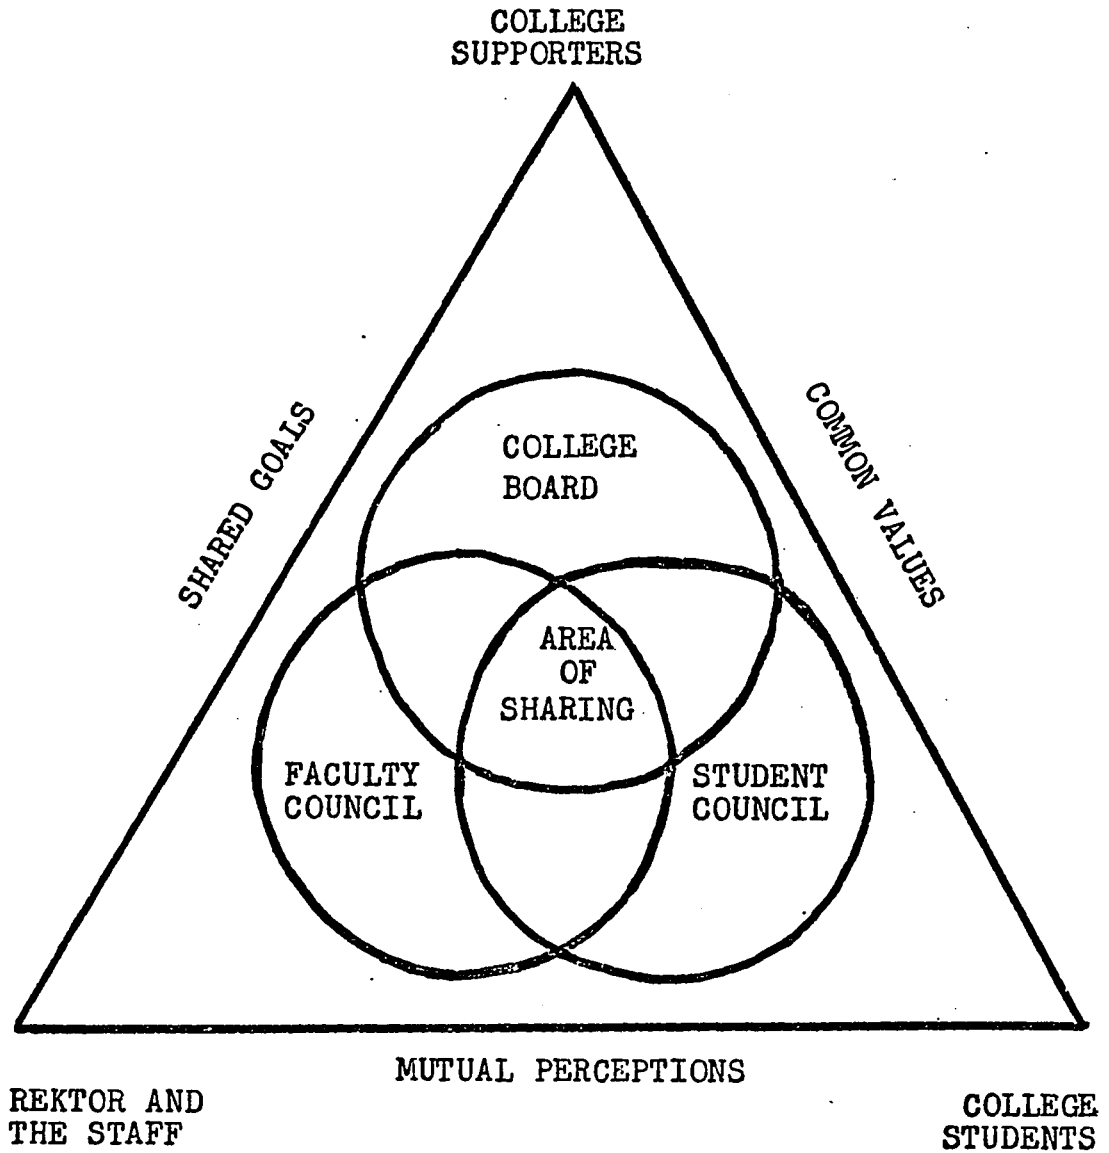 COLLEGE
SUPPORTERS
SHARED GOALS
COMMON VALUES
COLLEGE
BOARD
AREA
OF
SHARING
FACULTY
COUNCIL
STUDENT
COUNCIL
MUTUAL PERCEPTIONS
REKTOR AND
THE STAFF
COLLEGE
STUDENTS